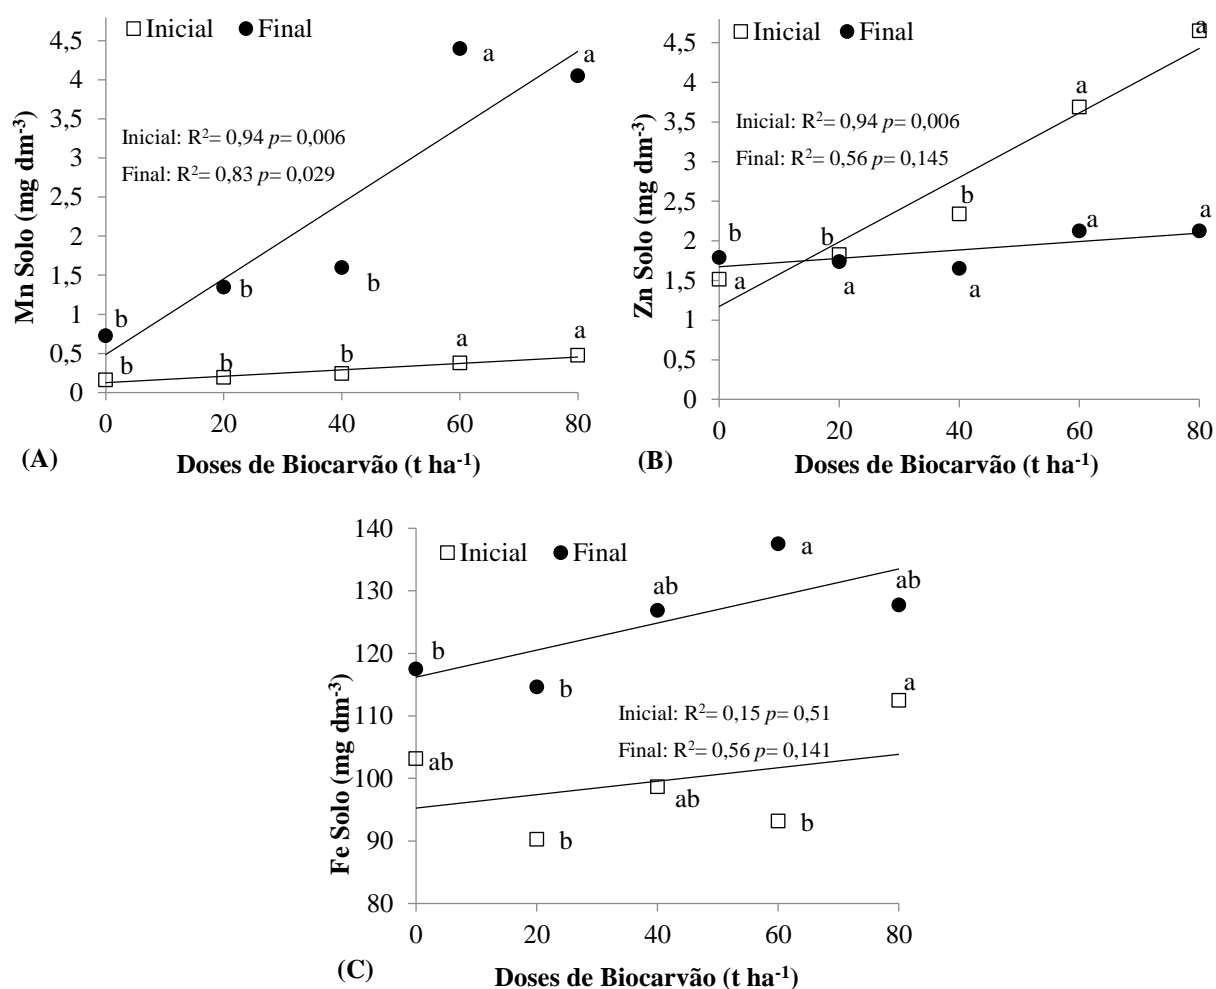 Inicial Final
4,5
4
3,5
3
2,5
2
1,5
1
0,5
0
Mn Solo (mg dm-3)
a
a
Inicial: R2= 0,94 p= 0,006
Final: R2= 0,83 p= 0,029
b
b
b
b
b
b
a
a
0 20 40 60 80
(A)
Doses de Biocarvão (t ha-1)
Inicial Final
4,5
4
3,5
3
2,5
2
1,5
1
0,5
0
Zn Solo (mg dm-3)
a
a
Inicial: R2= 0,94 p= 0,006
Final: R2= 0,56 p= 0,145
b
b
b
a
a
a
a
a
0 20 40 60 80
(B)
Doses de Biocarvão (t ha-1)
Inicial Final
140
130
120
110
100
90
80
Fe Solo (mg dm-3)
a
ab
ab
b
b
a
Inicial: R2= 0,15 p= 0,51
Final: R2= 0,56 p= 0,141
ab
ab
b
b
0 20 40 60 80
(C)
Doses de Biocarvão (t ha-1)